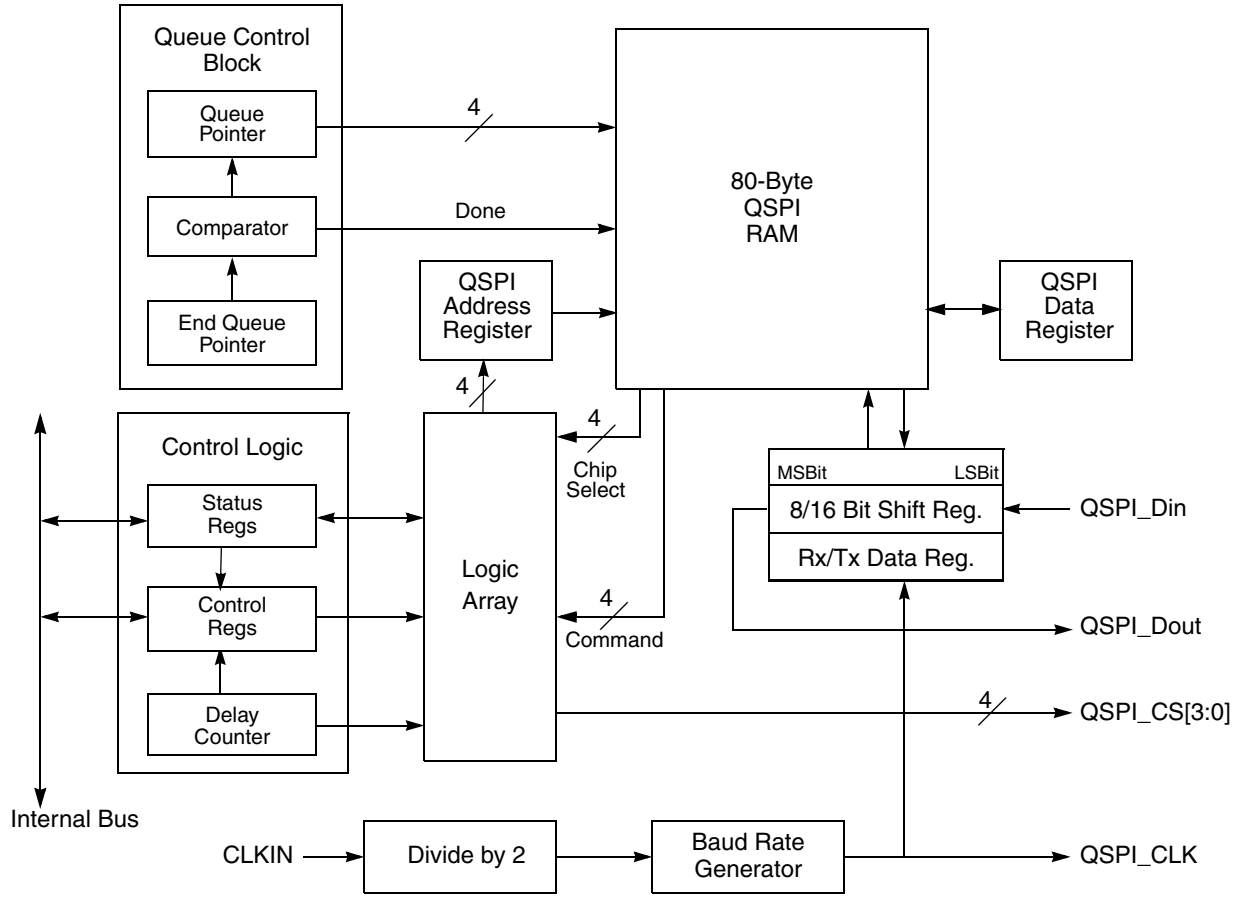 Queue Control
Block
Queue
Pointer
4
Comparator
Done
End Queue
Pointer
80-Byte
QSPI
RAM
QSPI
Address
Register
QSPI
Data
Register
4
Control Logic
Status
Regs
Control
Regs
Delay
Counter
Internal Bus
Logic
Array
4
Chip
Select
4
Command
MSBit
LSBit
8/16 Bit Shift Reg.
Rx/Tx Data Reg.
QSPI_Din
QSPI_Dout
4
QSPI_CS[3:0]
CLKIN
Divide by 2
Baud Rate
Generator
QSPI_CLK